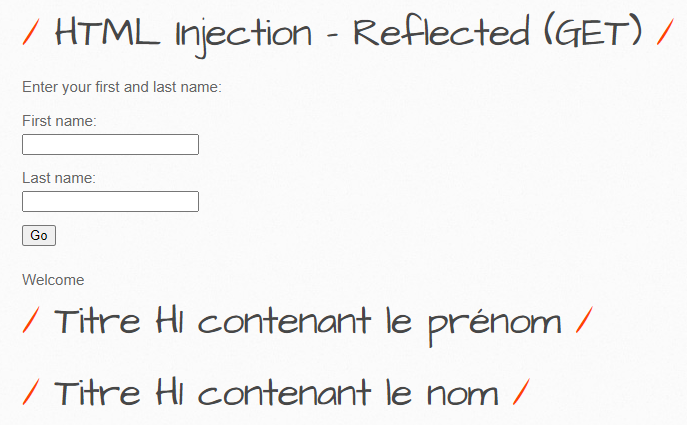 / HTML Injection - Reflected (GET) /
Enter your first and last name:
First name:
Last name:
Go
Welcome
/ Titre H1 contenant le prénom /
/ Titre H1 contenant le nom /